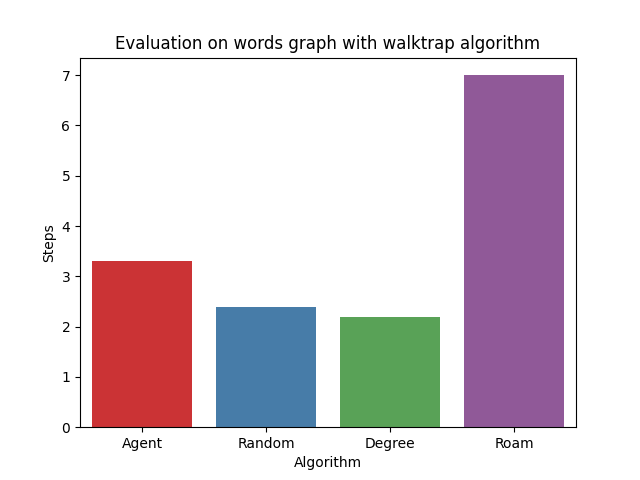 Evaluation on words graph with walktrap algorithm
7
6
5
4
3
2
1
0
Steps
Agent Random Degree Roam
Algorithm